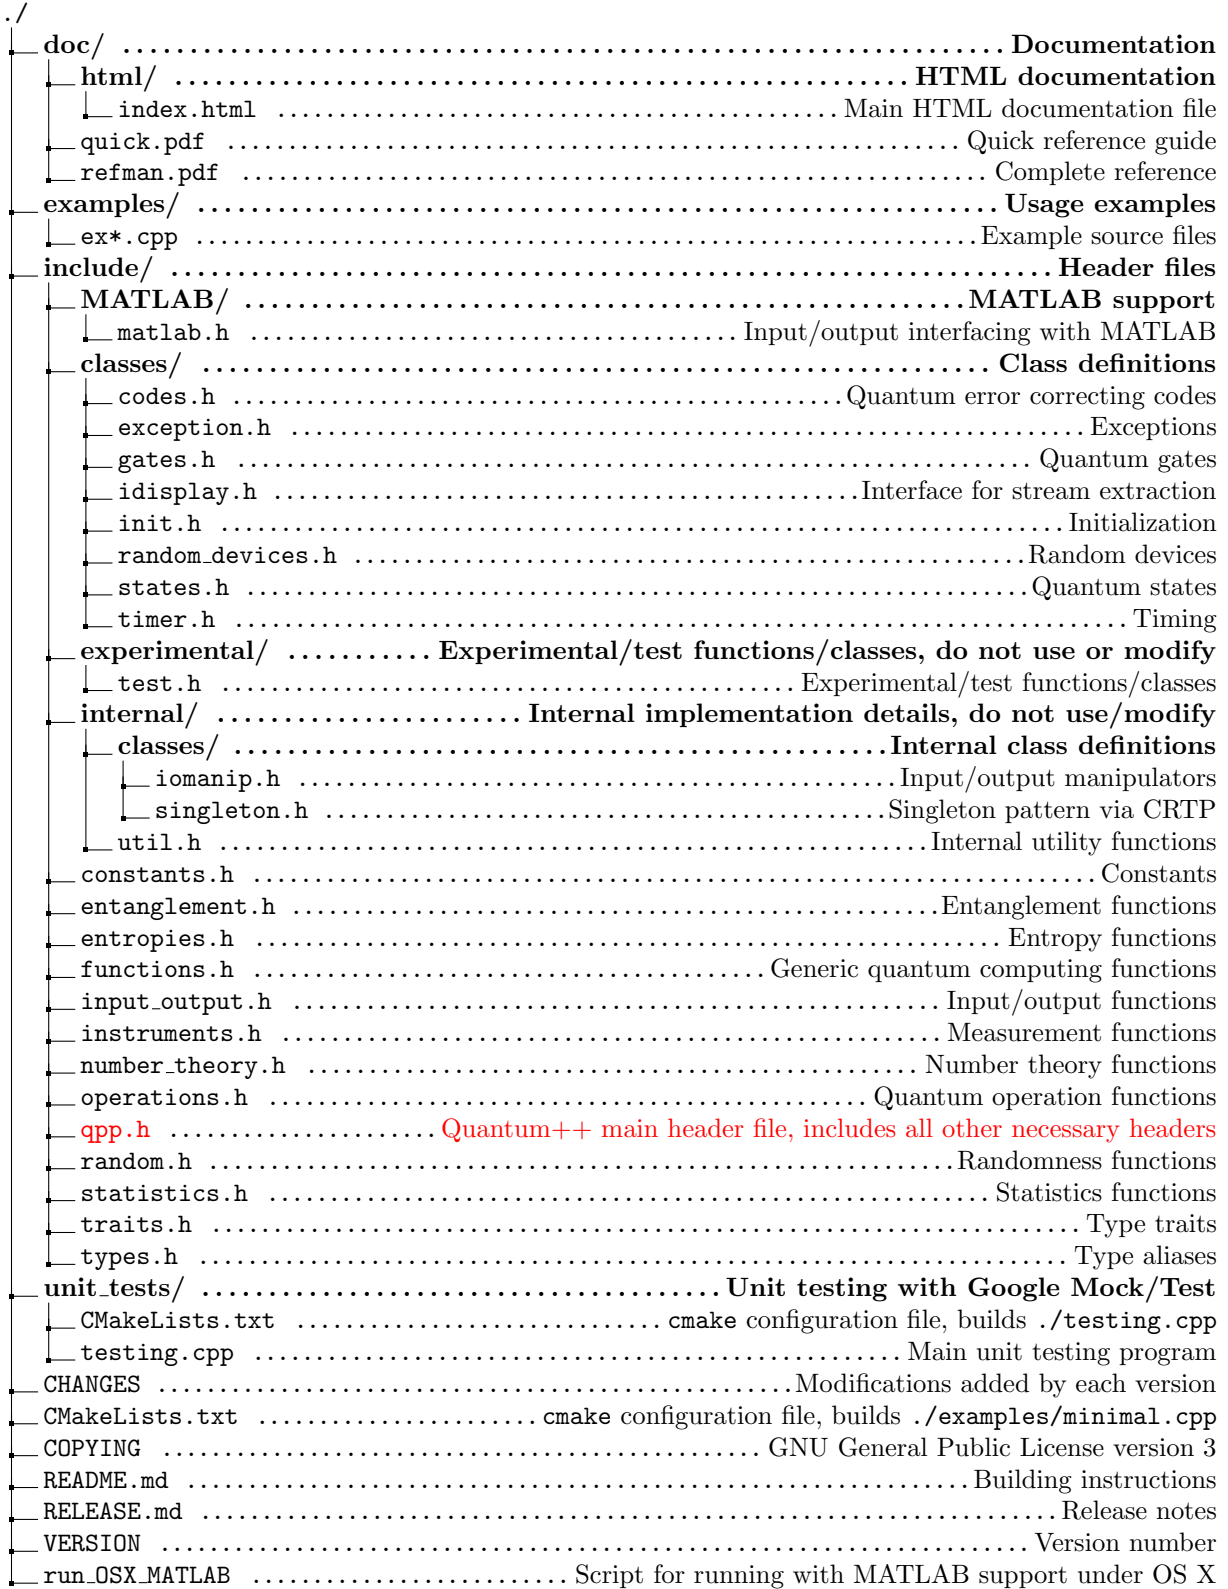 ./
doc/ Documentation
html/ HTML documentation
index.html Main HTML documentation file
quick.pdf Quick reference guide
refman.pdf Complete reference
examples/ Usage examples
ex*.cpp Example source files
include/ Header files
MATLAB/ MATLAB support
matlab.h Input/output interfacing with MATLAB
classes/ Class definitions
codes.h Quantum error correcting codes
exception.h Exceptions
gates.h Quantum gates
idisplay.h Interface for stream extraction
init.h Initialization
random_devices.h Random devices
states.h Quantum states
timer.h Timing
experimental/ Experimental/test functions/classes, do not use or modify
test.h Experimental/test functions/classes
internal/ Internal implementation details, do not use/modify
classes/ Internal class definitions
iomanip.h Input/output manipulators
singleton.h Singleton pattern via CRTP
util.h Internal utility functions
constants.h Constants
entanglement.h Entanglement functions
entropies.h Entropy functions
functions.h Generic quantum computing functions
input_output.h Input/output functions
instruments.h Measurement functions
number_theory.h Number theory functions
operations.h Quantum operation functions
qpp.h Quantum++ main header file, includes all other necessary headers
random.h Randomness functions
statistics.h Statistics functions
traits.h Type traits
types.h Type aliases
unit_tests/ Unit testing with Google Mock/Test
CMakeLists.txt cmake configuration file, builds ./testing.cpp
testing.cpp Main unit testing program
CHANGES Modifications added by each version
CMakeLists.txt cmake configuration file, builds ./examples/minimal.cpp
COPYING GNU General Public License version 3
README.md Building instructions
RELEASE.md Release notes
VERSION Version number
run_OSX_MATLAB Script for running with MATLAB support under OS X